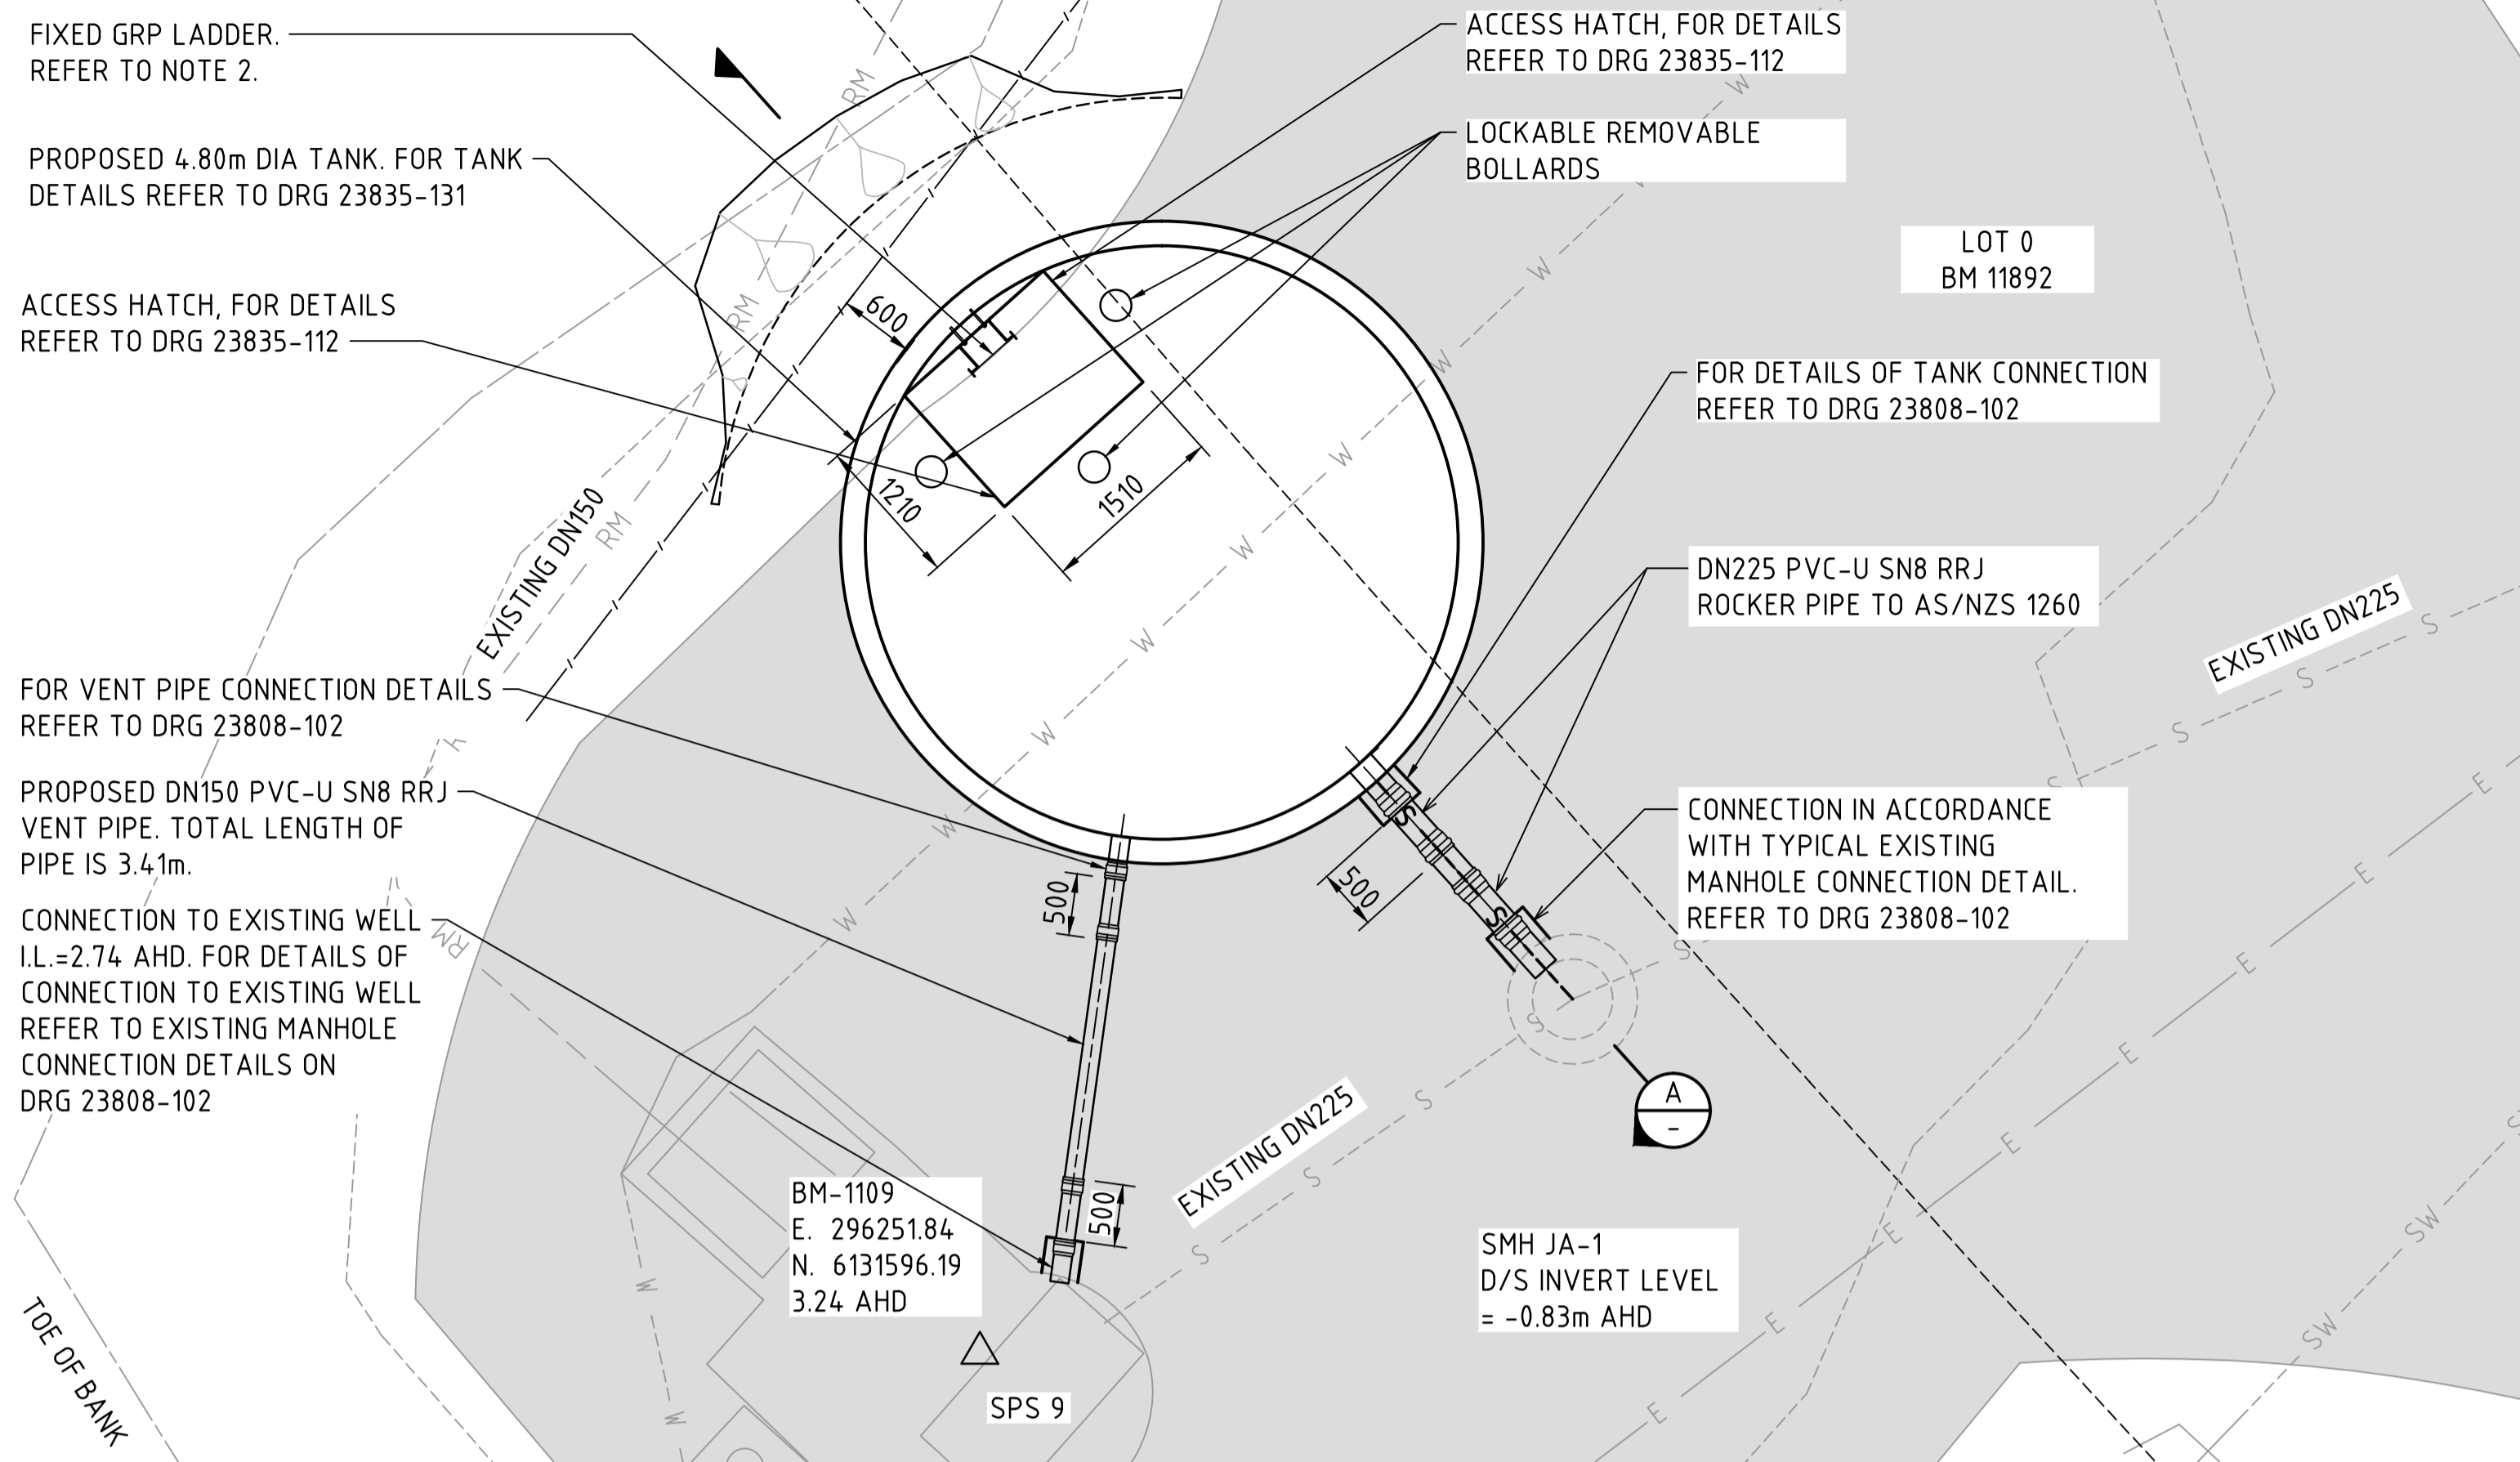 FIXED GRP LADDER.
REFER TO NOTE 2.
PROPOSED 4.80m DIA TANK. FOR TANK
DETAILS REFER TO DRG 23835-131
ACCESS HATCH, FOR DETAILS
REFER TO DRG 23835-112
FOR VENT PIPE CONNECTION DETAILS
REFER TO DRG 23808-102
PROPOSED DN150 PVC-U SN8 RRJ
VENT PIPE. TOTAL LENGTH OF
PIPE IS 3.41m.
CONNECTION TO EXISTING WELL
I.L.=2.74 AHD. FOR DETAILS OF
CONNECTION TO EXISTING WELL
REFER TO EXISTING MANHOLE
CONNECTION DETAILS ON
DRG 23808-102
TOE OF BANK
EXISTING DN150
RM
RM
RM
R
RM
600
1210
1510
500
500
500
W
W
W
W
W
W
W
W
W
W
W
W
S
S
ACCESS HATCH, FOR DETAILS
REFER TO DRG 23835-112
LOCKABLE REMOVABLE
BOLLARDS
LOT 0
BM 11892
FOR DETAILS OF TANK CONNECTION
REFER TO DRG 23808-102
DN225 PVC-U SN8 RRJ
ROCKER PIPE TO AS/NZS 1260
EXISTING DN225
S
S
S
S
S
S
CONNECTION IN ACCORDANCE
WITH TYPICAL EXISTING
MANHOLE CONNECTION DETAIL.
REFER TO DRG 23808-102
A
-
EXISTING DN225
S
S
S
BM-1109
E. 296251.84
N. 6131596.19
3.24 AHD
SPS 9
SMH JA-1
D/S INVERT LEVEL
= -0.83m AHD
E
E
E
E
E
E
E
E
SW
SW
S